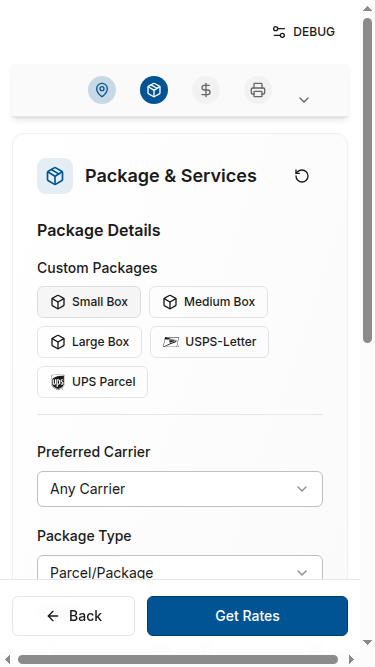 DEBUG
Package & Services
Package Details
Custom Packages
Small Box
Medium Box
Large Box
USPS-Letter
ups UPS Parcel
Preferred Carrier
Any Carrier
Package Type
Parcel/Package
Back
Get Rates